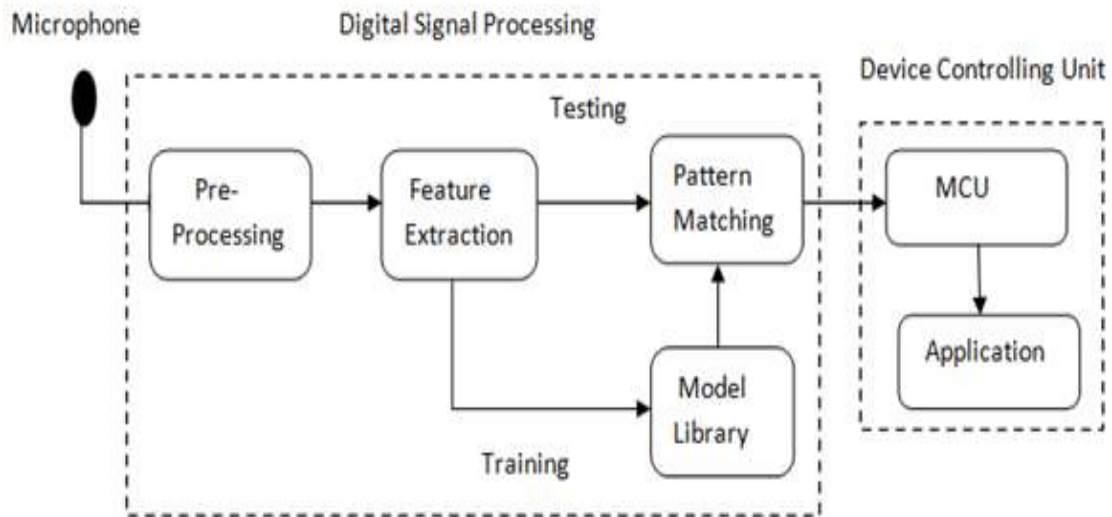 Microphone
Digital Signal Processing
Device Controlling Unit
Testing
Pre-
Processing
Feature
Extraction
Pattern
Matching
MCU
Application
Model
Library
Training